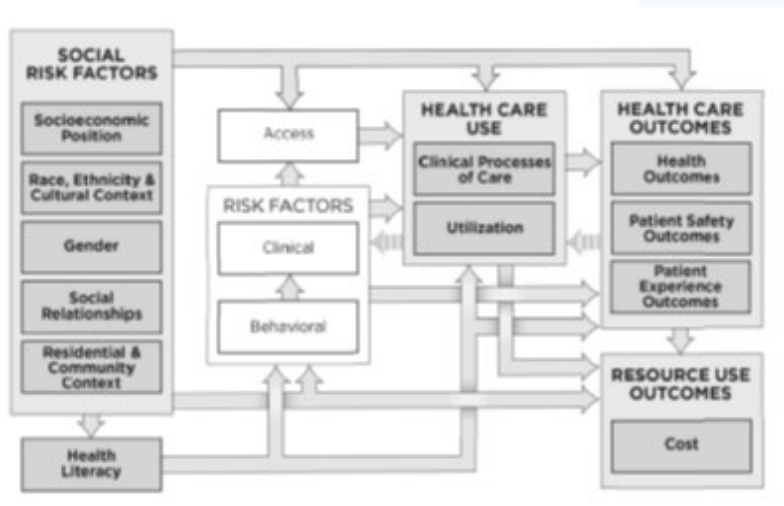 SOCIAL
RISK FACTORS
Socioeconomic
Position
Race, Ethnicity &
Cultural Context
Gender
Social
Relationships
Residential &
Community
Context
Health
Literacy
Access
RISK FACTORS
Clinical
Behavioral
HEALTH CARE
USE
Clinical Processes
of Care
Utilization
HEALTH CARE
OUTCOMES
Health
Outcomes
Patient Safety
Outcomes
Patient
Experience
Outcomes
RESOURCE USE
OUTCOMES
Cost